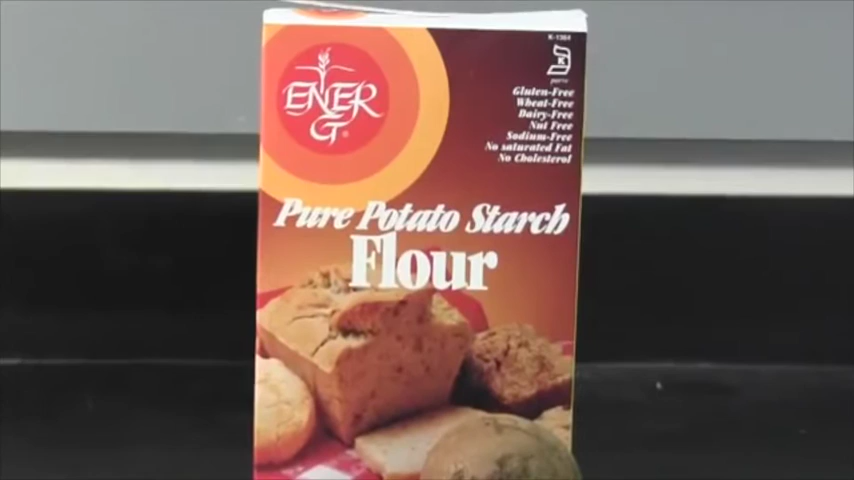 K-1364
K
parve
ENER
G®
Gluten-Free
Wheat-Free
Dairy-Free
Nut Free
Sodium-Free
No saturated Fat
No Cholesterol
Pure Potato Starch
Flour